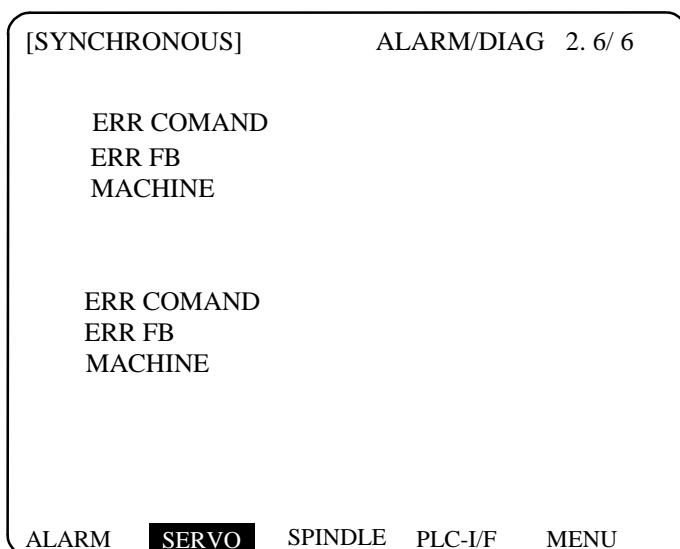 [SYNCHRONOUS] ALARM/DIAG 2. 6/ 6
ERR COMAND
ERR FB
MACHINE
ERR COMAND
ERR FB
MACHINE
ALARM SERVO SPINDLE PLC-I/F MENU